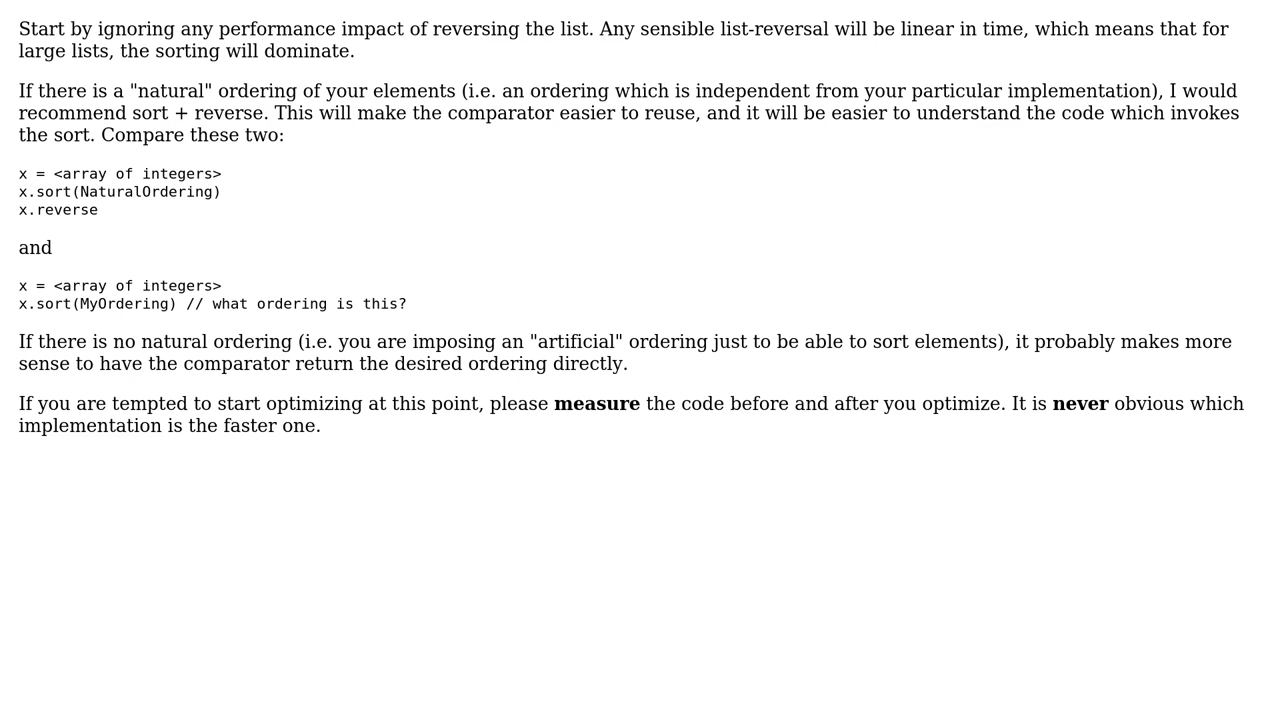 Start by ignoring any performance impact of reversing the list. Any sensible list-reversal will be linear in time, which means that for
large lists, the sorting will dominate.
If there is a "natural" ordering of your elements (i.e. an ordering which is independent from your particular implementation), I would
recommend sort + reverse. This will make the comparator easier to reuse, and it will be easier to understand the code which invokes
the sort. Compare these two:
x = <array of integers>
x.sort(NaturalOrdering)
x.reverse
and
x = <array of integers>
x.sort(MyOrdering) // what ordering is this?
If there is no natural ordering (i.e. you are imposing an "artificial" ordering just to be able to sort elements), it probably makes more
sense to have the comparator return the desired ordering directly.
If you are tempted to start optimizing at this point, please measure the code before and after you optimize. It is never obvious which
implementation is the faster one.